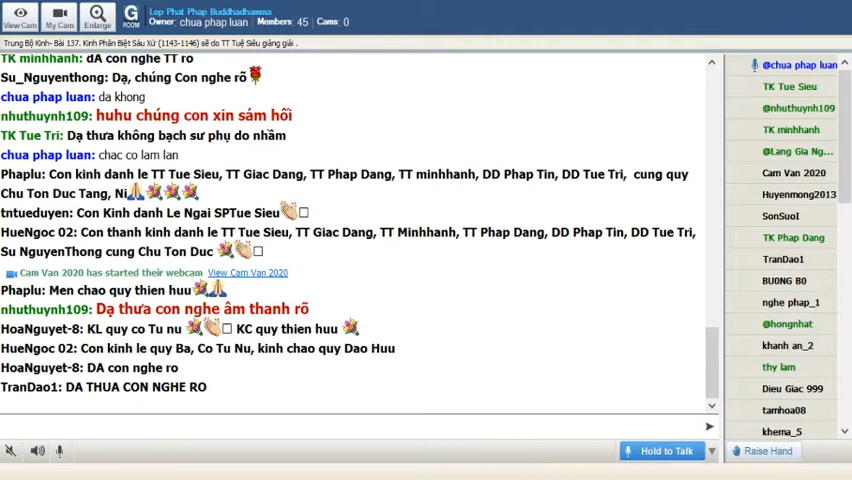 View Cam
My Cam
Enlarge
G
ROOM
Lop Phat Phap Buddhadhamma
Owner: chua phap luan Members: 45 Cams: 0
Trung Bộ Kinh- Bài 137. Kinh Phân Biệt Sáu Xứ (1143-1146) sẽ do TT Tuệ Siêu giảng giải .
TK minhhanh: dA con nghe TT ro
Su_Nguyenthong: Dạ, chúng Con nghe rõ
chua phap luan: da khong
nhuthuynh109: huhu chúng con xin sám hối
TK Tue Tri: Dạ thưa không bạch sư phụ do nhầm
chua phap luan: chac co lam lan
Phaplu: Con kinh de le TT Tue Sieu, TT Giac Dang, TT Phap Dang, TT minhhanh, DD Phap Tin, DD Tue Tri, cung quy
Chu Ton Duc Tang, Ni
tntueduyen: Con Kinh danh Le Ngai SPTue Sieu
HueNgoc 02: Con thanh kinh danh le TT Tue Sieu, TT Giac Dang, TT Minhhanh, TT Phap Dang, DD Phap Tin, DD Tue Tri,
Su NguyenThong cung Chu Ton Duc
Cam Van 2020 has started their webcam View Cam Van 2020
Phaplu: Men chao quy thien huu
nhuthuynh109: Dạ thưa con nghe âm thanh rõ
HoaNguyet-8: KL quy co Tu nu KC quy thien huu
HueNgoc 02: Con kinh le quy Ba, Co Tu Nu, kinh chao quy Dao Huu
HoaNguyet-8: DA con nghe ro
TranDao1: DA THUA CON NGHE RO
Hold to Talk
@chua phap luan
TK Tue Sieu
@nhuthuynh109
TK minhhanh
@Lang Gia Ng...
Cam Van 2020
Huyenmong2013
SonSuoI
TK Phap Dang
TranDao1
BU0NG B0
nghe phap_1
@hongnhat
khanh an_2
thy lam
Dieu Giac 999
tamhoa08
khema_5
Raise Hand